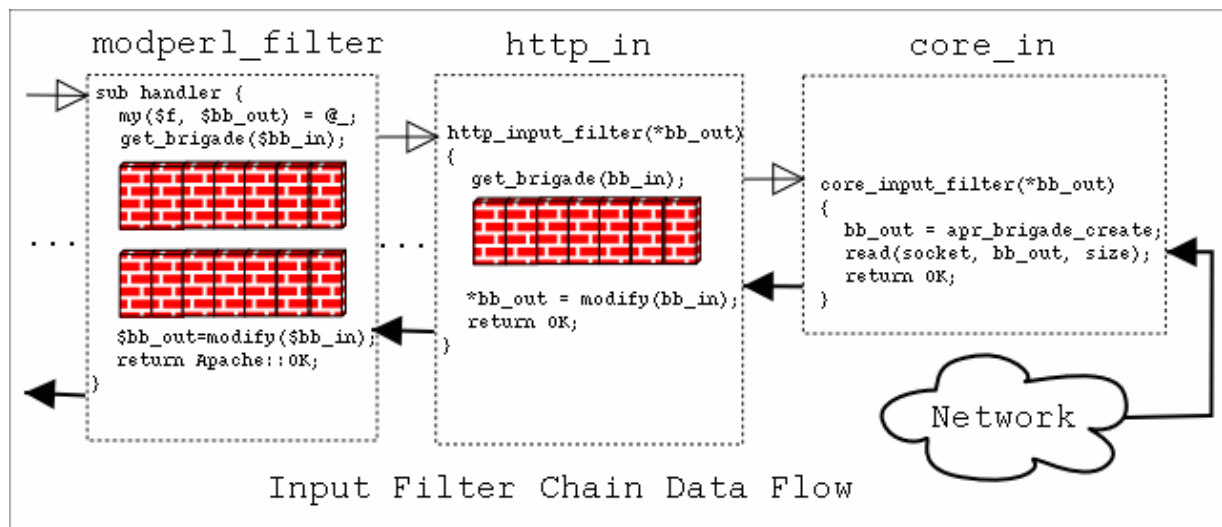 modperl_filter
sub handler {
my($f, $bb_out) = @_;
get_brigade($bb_in);
$bb_out=modify($bb_in);
return Apache::OK;
}
...
...
http_in
http_input_filter(*bb_out)
{
get_brigade(bb_in);
*bb_out = modify(bb_in);
return OK;
}
core_in
core_input_filter(*bb_out)
{
bb_out = apr_brigade_create;
read(socket, bb_out, size);
return OK;
}
Network
Input Filter Chain Data Flow